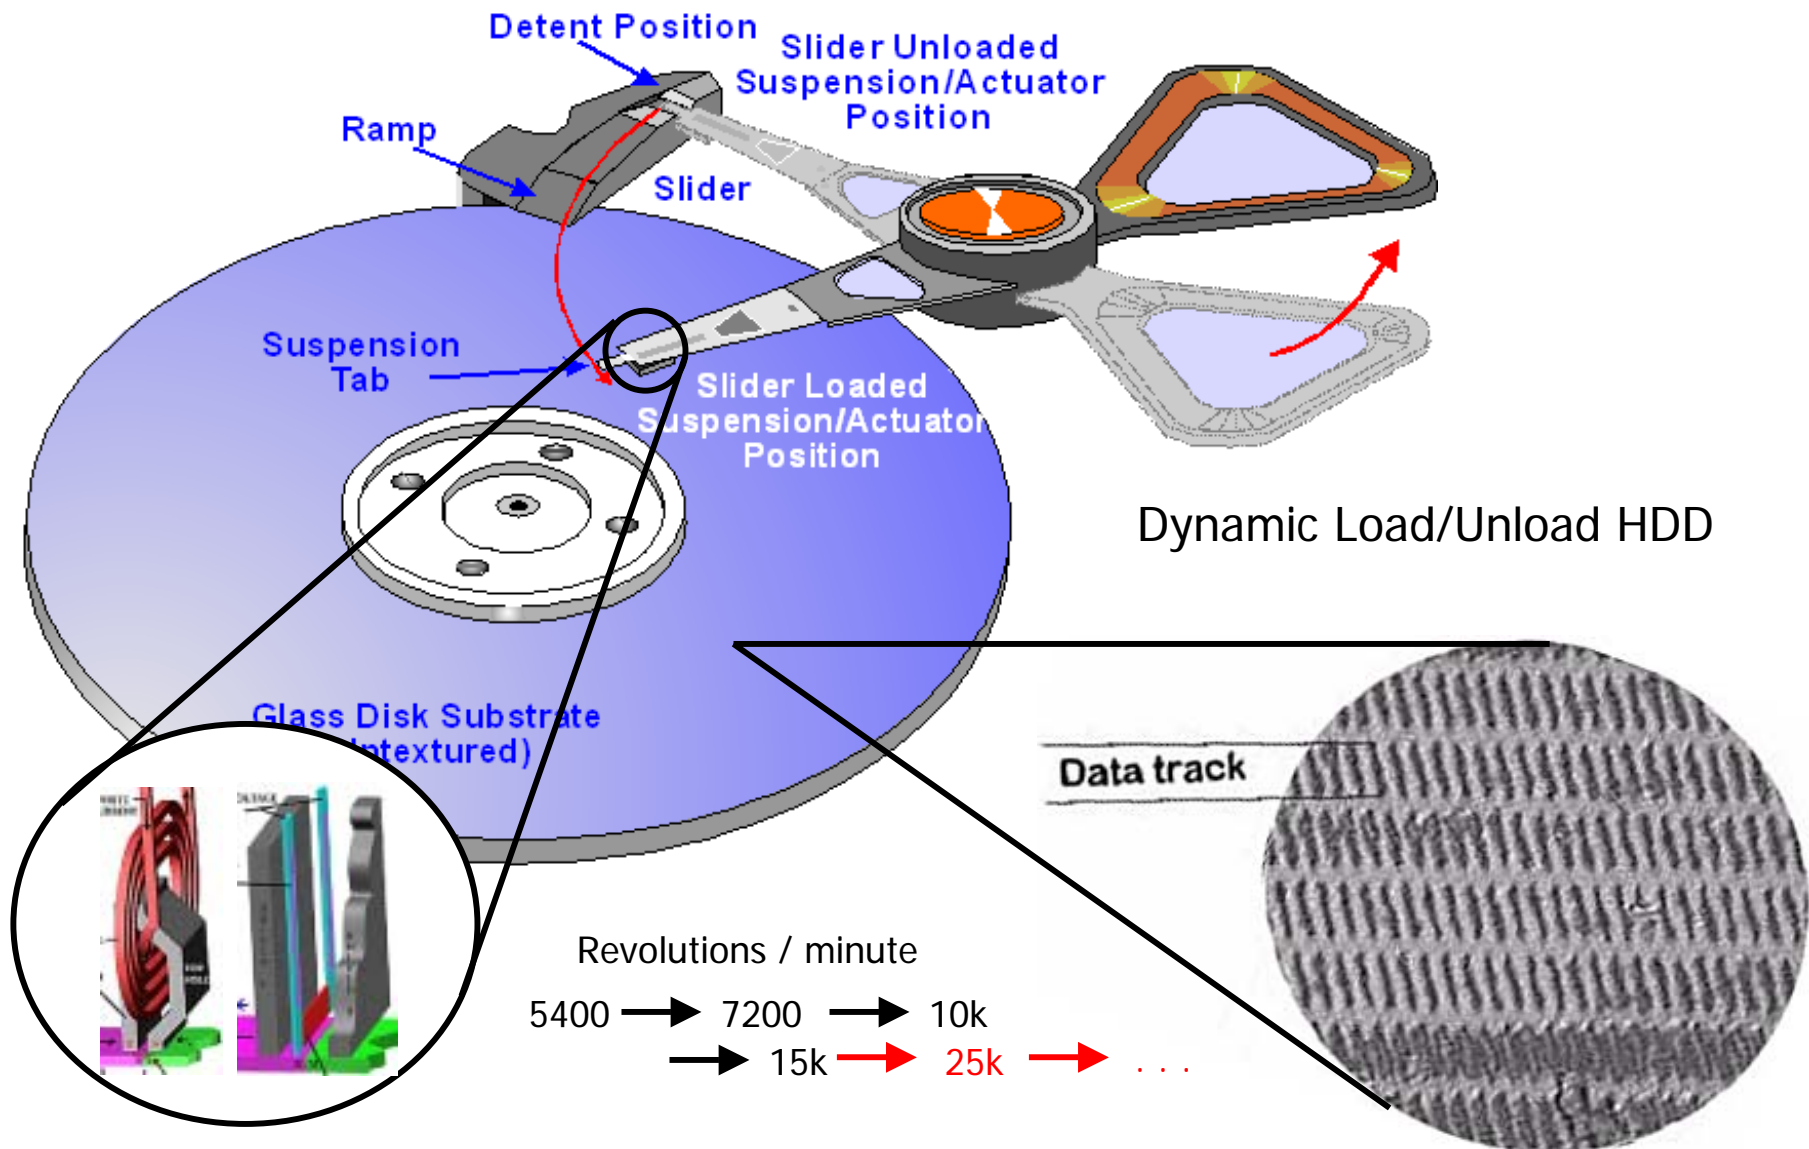 Detent Position
Slider Unloaded
Suspension/Actuator
Position
Ramp
Slider
Suspension
Tab
Slider Loaded
Suspension/Actuator
Position
Dynamic Load/Unload HDD
Glass Disk Substrate
ntextured)
Data track
Revolutions / minute
5400 7200 10k
15k 25k . . .